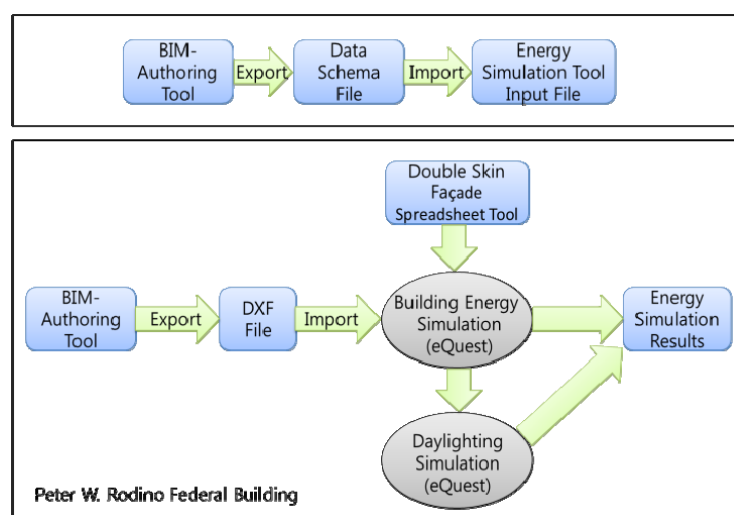 BIM-
Authoring
Tool
Export
Data
Schema
File
Import
Energy
Simulation Tool
Input File
Double Skin
Façade
Spreadsheet Tool
BIM-
Authoring
Tool
Export
DXF
File
Import
Building Energy
Simulation
(eQuest)
Energy
Simulation
Results
Daylighting
Simulation
(eQuest)
Peter W. Rodino Federal Building